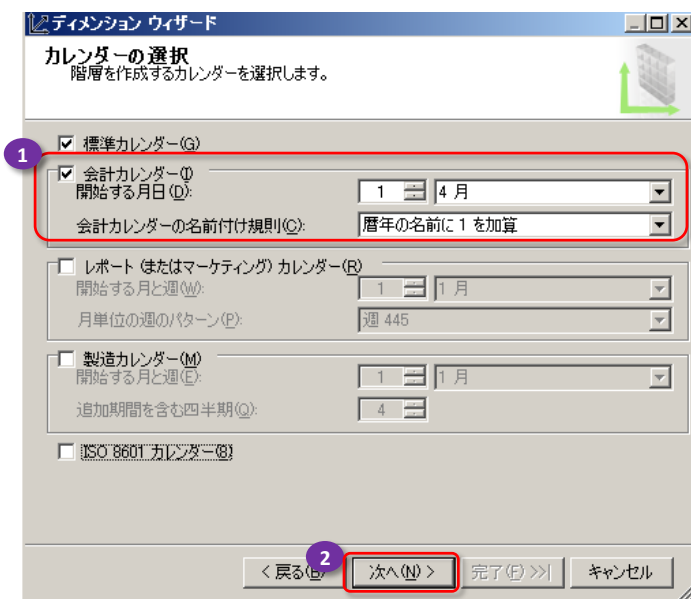 ディメンション ウィザード
カレンダーの選択
階層を作成するカレンダーを選択します。
標準カレンダー(G)
1
会計カレンダー(I)
開始する月日(D): 1 4 月
会計カレンダーの名前付け規則(C): 暦年の名前に 1 を加算
レポート (またはマーケティング) カレンダー(R)
開始する月と週(W): 1 1 月
月単位の週のパターン(P): 週 445
製造カレンダー(M)
開始する月と週(E): 1 1 月
追加期間を含む四半期(Q): 4
ISO 8601 カレンダー(8)
2
< 戻る(B) 次へ(N) > 完了(F) >>| キャンセル